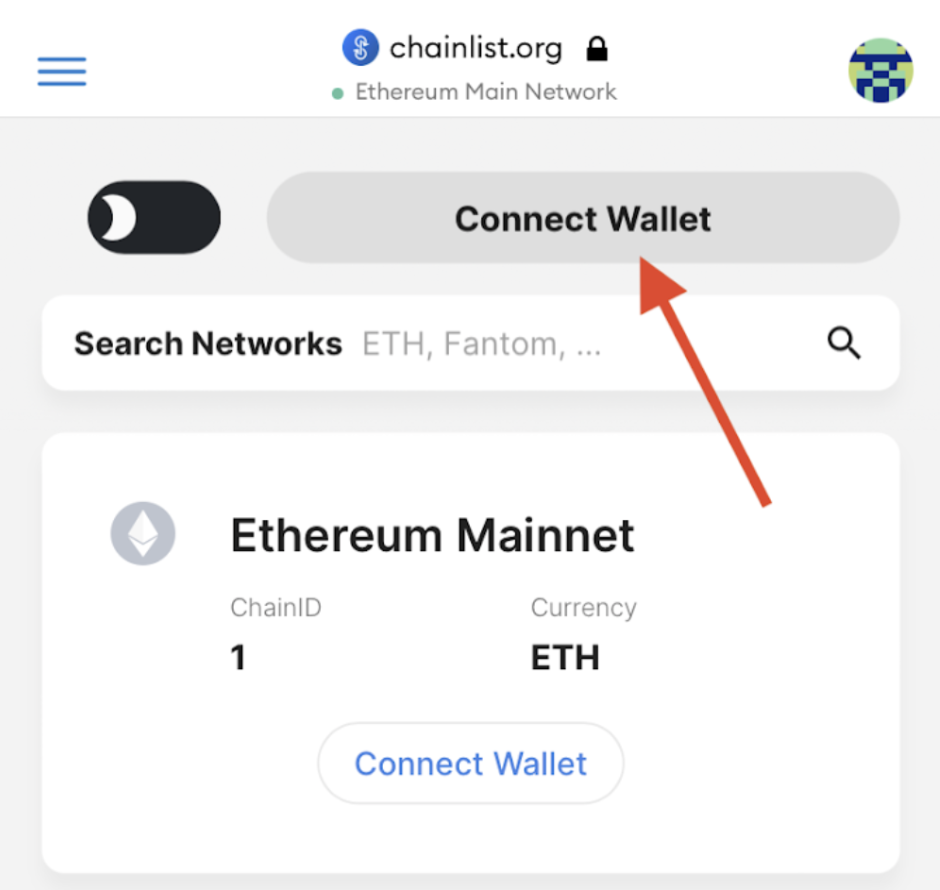 chainlist.org
Ethereum Main Network
Connect Wallet
Search Networks ETH, Fantom, ...
Ethereum Mainnet
ChainID Currency
1 ETH
Connect Wallet